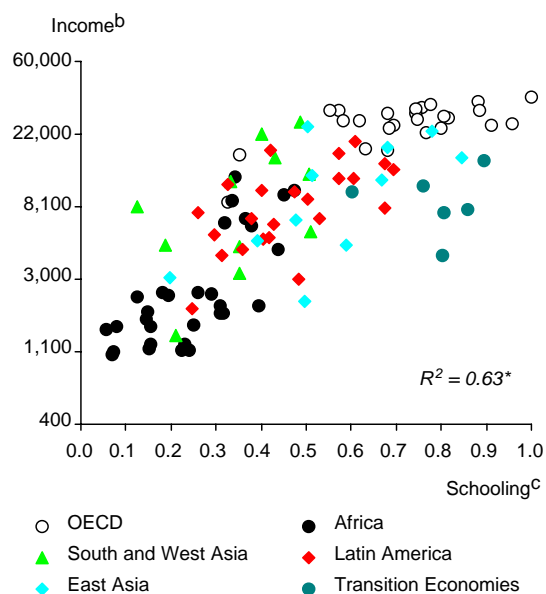 Income^b
60,000
22,000
8,100
3,000
1,100
400
R² = 0.63*
0.0 0.1 0.2 0.3 0.4 0.5 0.6 0.7 0.8 0.9 1.0
Schooling^c
OECD Africa
South and West Asia Latin America
East Asia Transition Economies